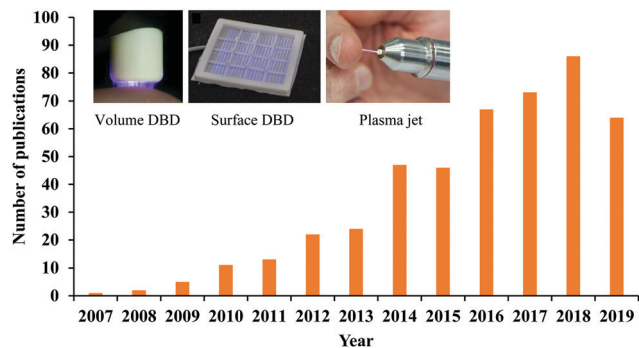 100
90
80
70
60
50
40
30
20
10
0
Number of publications
Volume DBD
Surface DBD
Plasma jet
2007 2008 2009 2010 2011 2012 2013 2014 2015 2016 2017 2018 2019
Year